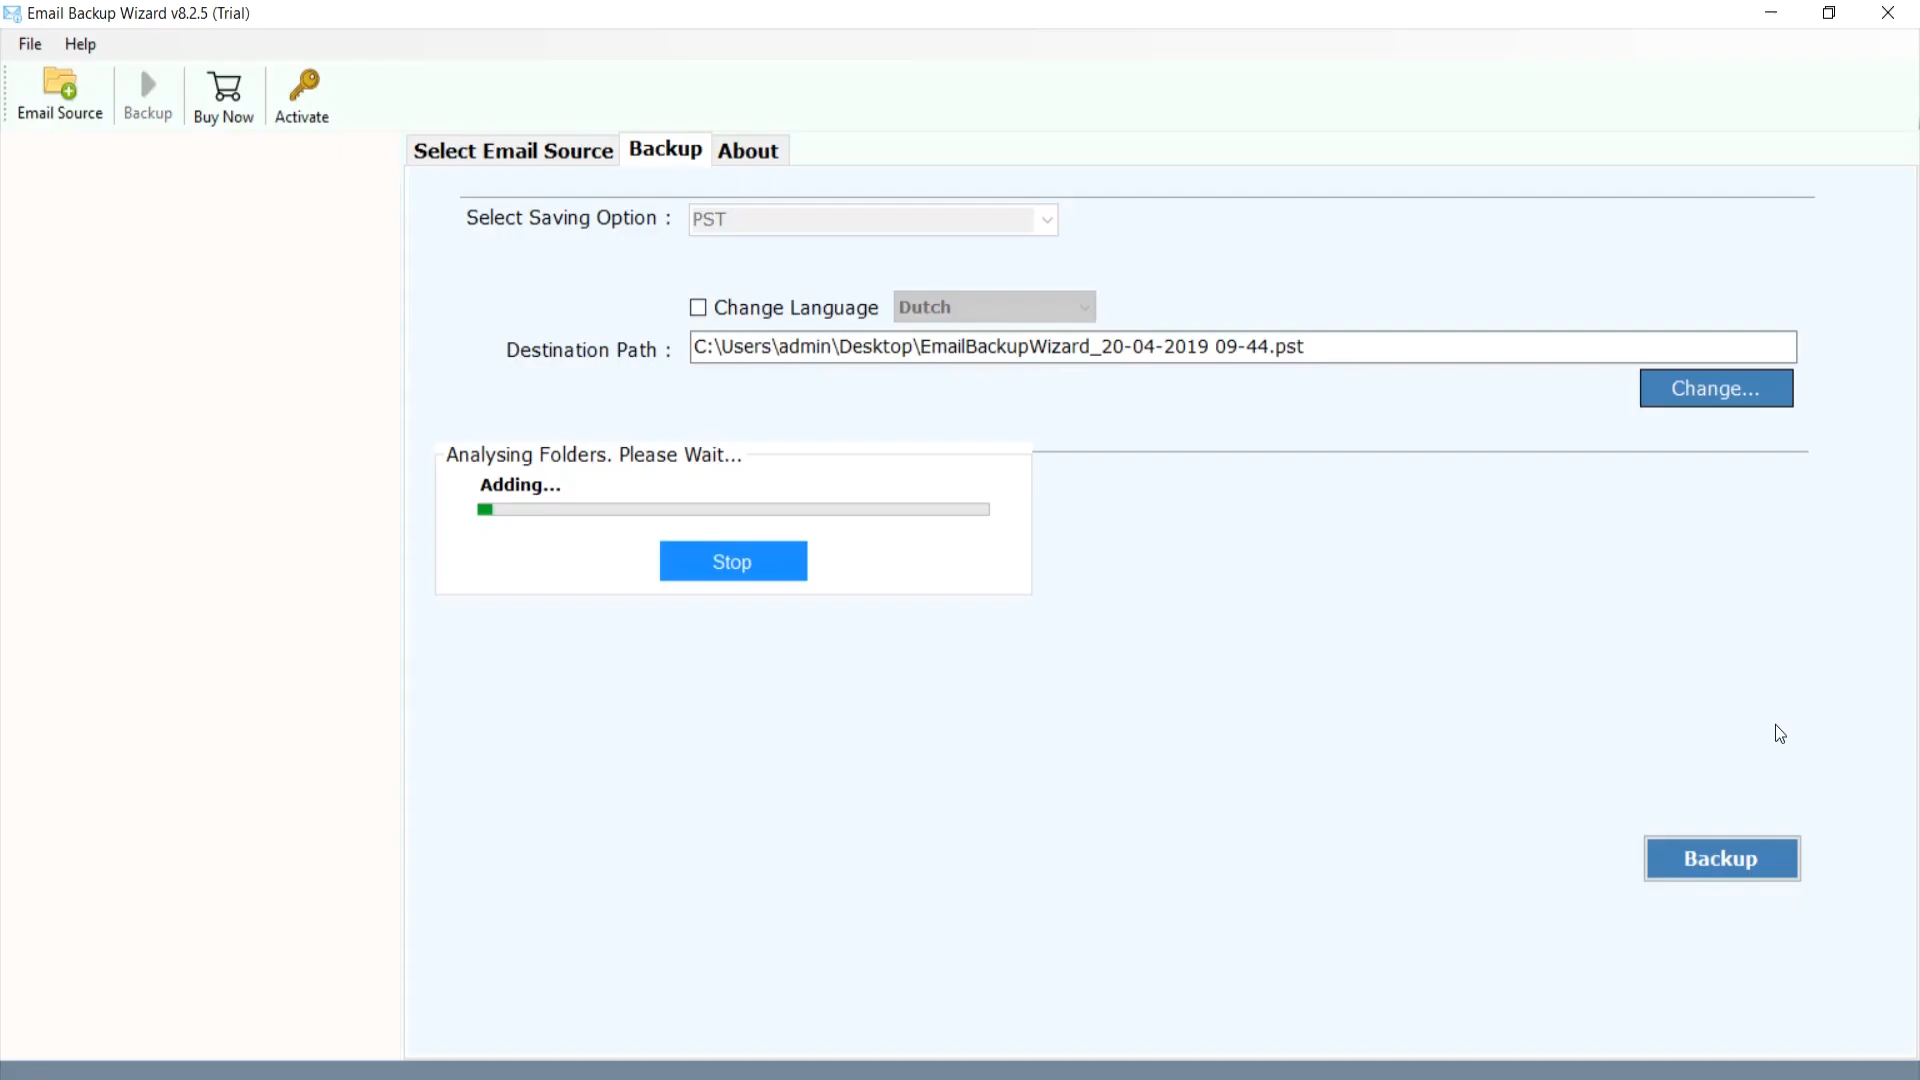 Email Backup Wizard v8.2.5 (Trial)
File Help
Email Source Backup Buy Now Activate
Select Email Source Backup About
Select Saving Option : PST
Change Language Dutch
Destination Path : C:\Users\admin\Desktop\EmailBackupWizard_20-04-2019 09-44.pst
Change...
Analysing Folders. Please Wait...
Adding...
Stop
Backup